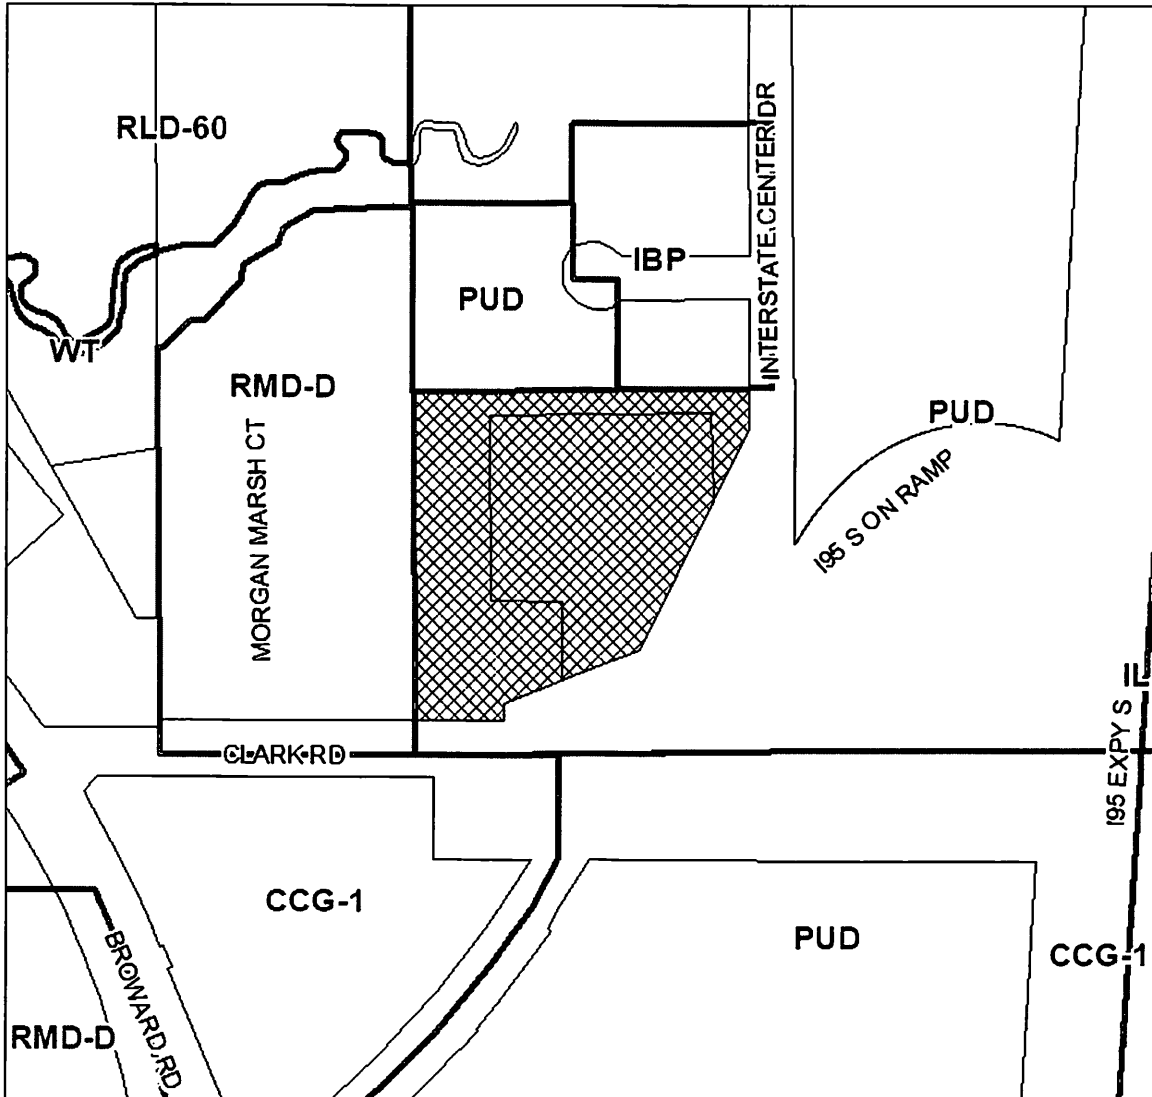 RLD-60
INTERSTATE CENTER DR
IBP
PUD
WT
RMD-D
PUD
MORGAN MARSH CT
I95 S ON RAMP
IL
CLARK RD
I95 EXPY S
CCG-1
PUD
CCG-1
BROWARD RD
RMD-D